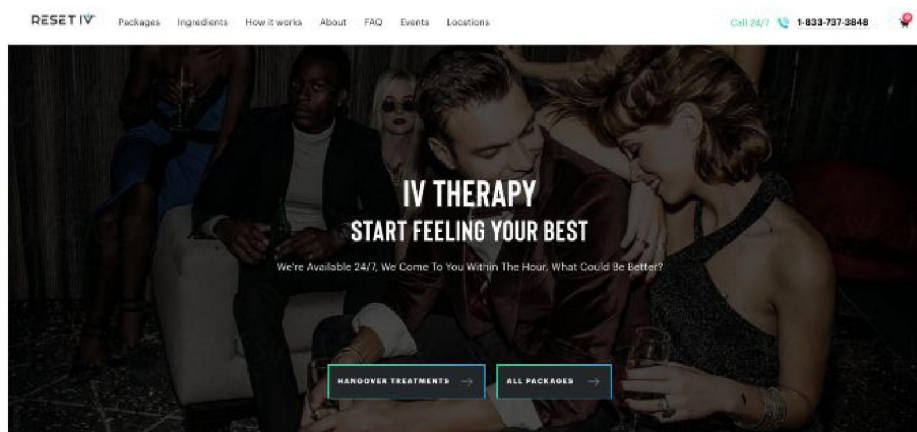 RESET IV
Packages Ingredients How it works About FAQ Events Locations
Call 24/7 1-833-737-3848
IV THERAPY
START FEELING YOUR BEST
We're Available 24/7, We Come To You Within The Hour, What Could Be Better?
HANGOVER TREATMENTS →
ALL PACKAGES →